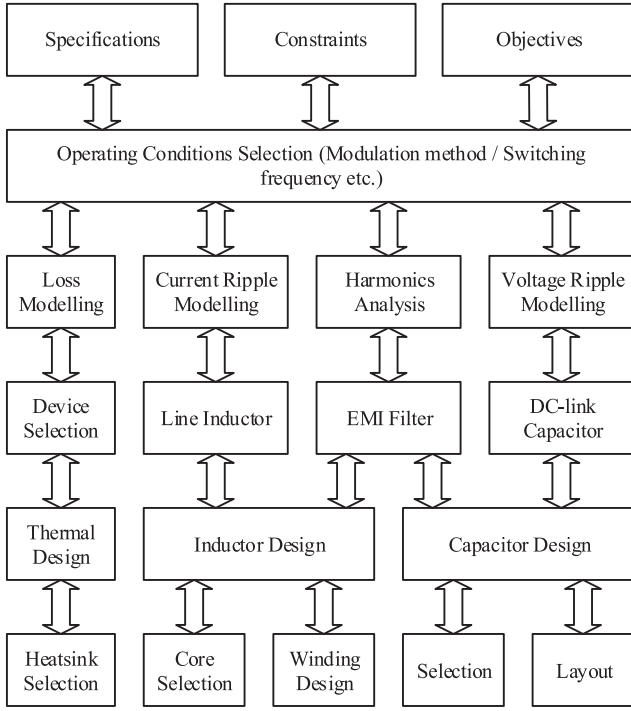 Specifications
Constraints
Objectives
Operating Conditions Selection (Modulation method / Switching
frequency etc.)
Loss
Modelling
Current Ripple
Modelling
Harmonics
Analysis
Voltage Ripple
Modelling
Device
Selection
Line Inductor
EMI Filter
DC-link
Capacitor
Thermal
Design
Inductor Design
Capacitor Design
Heatsink
Selection
Core
Selection
Winding
Design
Selection
Layout